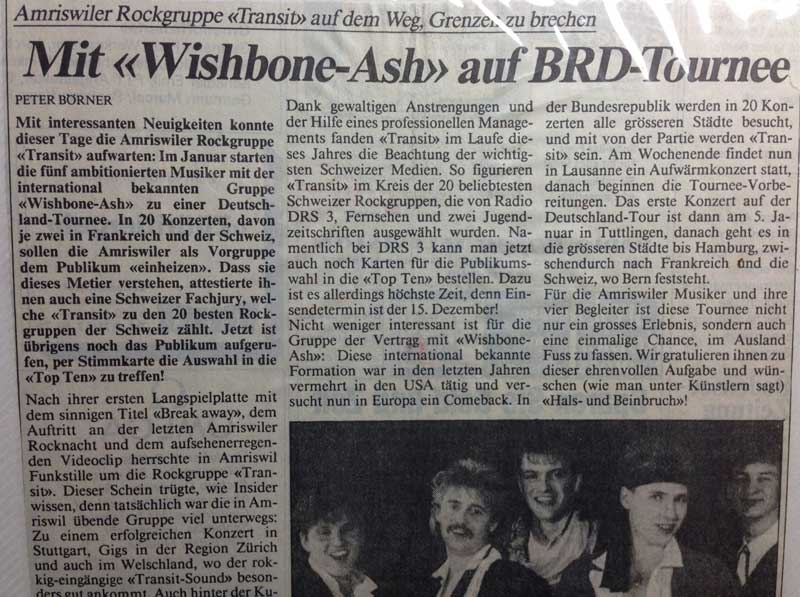 Amriswiler Rockgruppe «Transit» auf dem Weg, Grenzen zu brechen
Mit «Wishbone-Ash» auf BRD-Tournee
PETER BÖRNER
Mit interessanten Neuigkeiten konnte
dieser Tage die Amriswiler Rockgruppe
«Transit» aufwarten: Im Januar starten
die fünf ambitionierten Musiker mit der
international bekannten Gruppe
«Wishbone-Ash» zu einer Deutsch-
land-Tournee. In 20 Konzerten, davon
je zwei in Frankreich und der Schweiz,
sollen die Amriswiler als Vorgruppe
dem Publikum «einheizen». Dass sie
dieses Metier verstehen, attestierte ih-
nen auch eine Schweizer Fachjury, wel-
che «Transit» zu den 20 besten Rock-
gruppen der Schweiz zählt. Jetzt ist
übrigens noch das Publikum aufgeru-
fen, per Stimmkarte die Auswahl in die
«Top Ten» zu treffen!
Nach ihrer ersten Langspielplatte mit
dem sinnigen Titel «Break away», dem
Auftritt an der letzten Amriswiler
Rocknacht und dem aufsehenerregen-
den Videoclip herrschte in Amriswil
Funkstille um die Rockgruppe «Tran-
sit». Dieser Schein trügte, wie Insider
wissen, denn tatsächlich war die in Am-
riswil übende Gruppe viel unterwegs:
Zu einem erfolgreichen Konzert in
Stuttgart, Gigs in der Region Zürich
und auch im Welschland, wo der rok-
kig-eingängige «Transit-Sound» beson-
ders gut ankommt. Auch hinter der Ku-
Dank gewaltigen Anstrengungen und
der Hilfe eines professionellen Manage-
ments fanden «Transit» im Laufe die-
ses Jahres die Beachtung der wichtig-
sten Schweizer Medien. So figurieren
«Transit» im Kreis der 20 beliebtesten
Schweizer Rockgruppen, die von Radio
DRS 3, Fernsehen und zwei Jugend-
zeitschriften ausgewählt wurden. Na-
mentlich bei DRS 3 kann man jetzt
auch noch Karten für die Publikums-
wahl in die «Top Ten» bestellen. Dazu
ist es allerdings höchste Zeit, denn Ein-
sendetermin ist der 15. Dezember!
Nicht weniger interessant ist für die
Gruppe der Vertrag mit «Wishbone-
Ash»: Diese international bekannte
Formation war in den letzten Jahren
vermehrt in den USA tätig und ver-
sucht nun in Europa ein Comeback. In
der Bundesrepublik werden in 20 Kon-
zerten alle grösseren Städte besucht,
und mit von der Partie werden «Tran-
sit» sein. Am Wochenende findet nun
in Lausanne ein Aufwärmkonzert statt,
danach beginnen die Tournee-Vorbe-
reitungen. Das erste Konzert auf der
Deutschland-Tour ist dann am 5. Ja-
nuar in Tuttlingen, danach geht es in
die grösseren Städte bis Hamburg, zwi-
schendurch nach Frankreich und die
Schweiz, wo Bern feststeht.
Für die Amriswiler Musiker und ihre
vier Begleiter ist diese Tournee nicht
nur ein grosses Erlebnis, sondern auch
eine einmalige Chance, im Ausland
Fuss zu fassen. Wir gratulieren ihnen zu
dieser ehrenvollen Aufgabe und wün-
schen (wie man unter Künstlern sagt)
«Hals- und Beinbruch»!